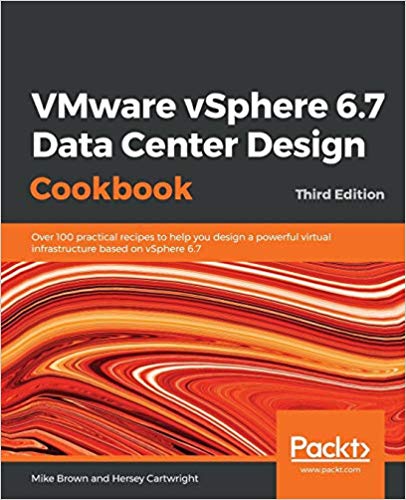 VMware vSphere 6.7
Data Center Design
Cookbook
Third Edition
Over 100 practical recipes to help you design a powerful virtual
infrastructure based on vSphere 6.7
Packt>
www.packt.com
Mike Brown and Hersey Cartwright